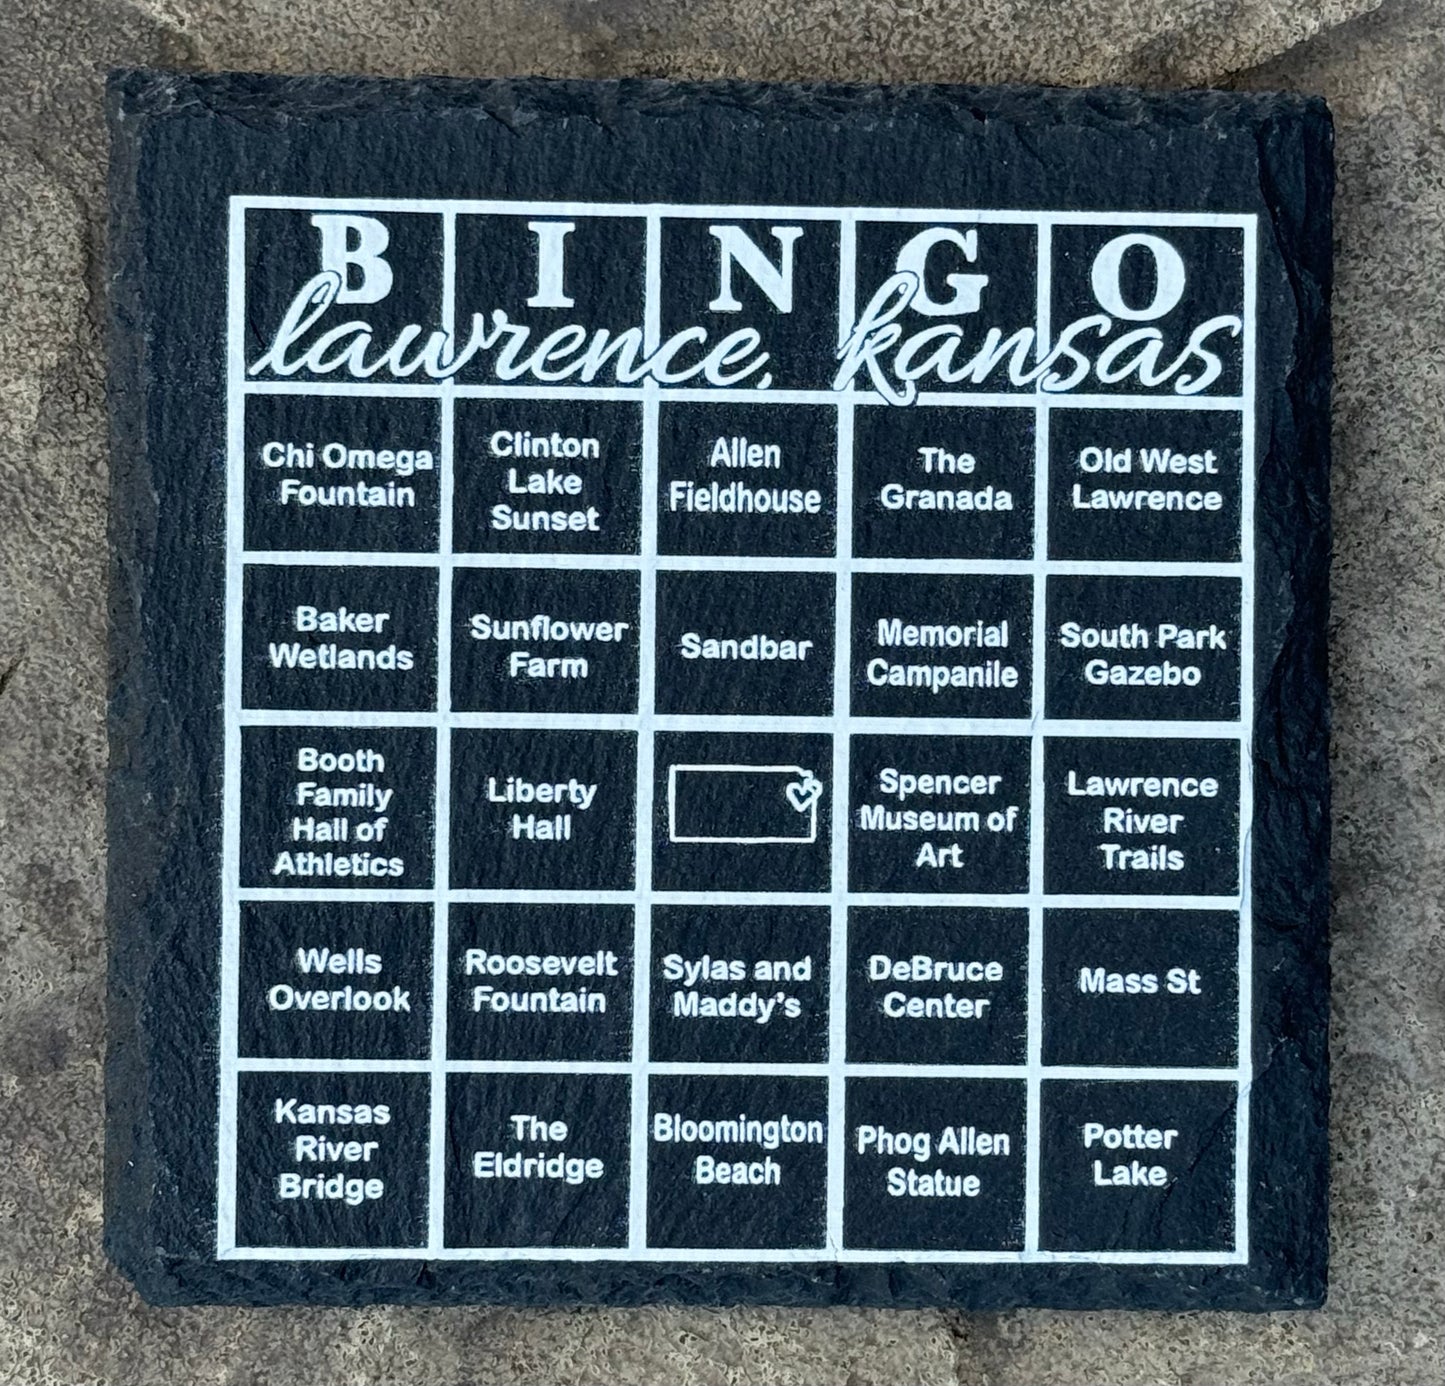 B I N G O
lawrence, kansas
Chi Omega
Fountain
Clinton
Lake
Sunset
Allen
Fieldhouse
The
Granada
Old West
Lawrence
Baker
Wetlands
Sunflower
Farm
Sandbar
Memorial
Campanile
South Park
Gazebo
Booth
Family
Hall of
Athletics
Liberty
Hall
Spencer
Museum of
Art
Lawrence
River
Trails
Wells
Overlook
Roosevelt
Fountain
Sylas and
Maddy's
DeBruce
Center
Mass St
Kansas
River
Bridge
The
Eldridge
Bloomington
Beach
Phog Allen
Statue
Potter
Lake